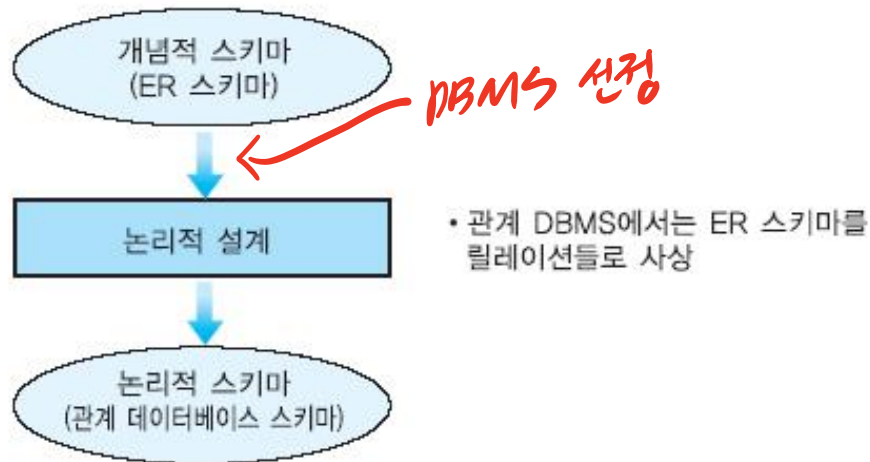 개념적 스키마
(ER 스키마)
DBMS 선정
논리적 설계
• 관계 DBMS에서는 ER 스키마를
릴레이션들로 사상
논리적 스키마
(관계 데이터베이스 스키마)